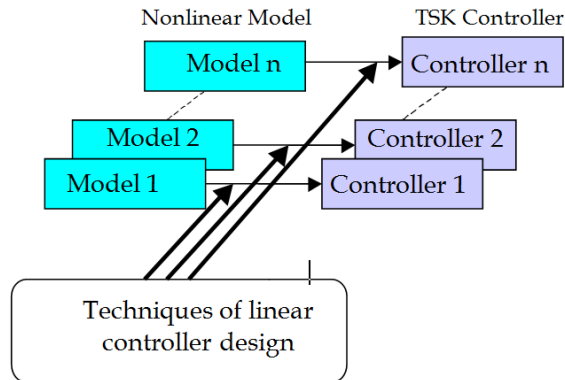 Nonlinear Model
TSK Controller
Model n
Controller n
Model 2
Controller 2
Model 1
Controller 1
Techniques of linear
controller design